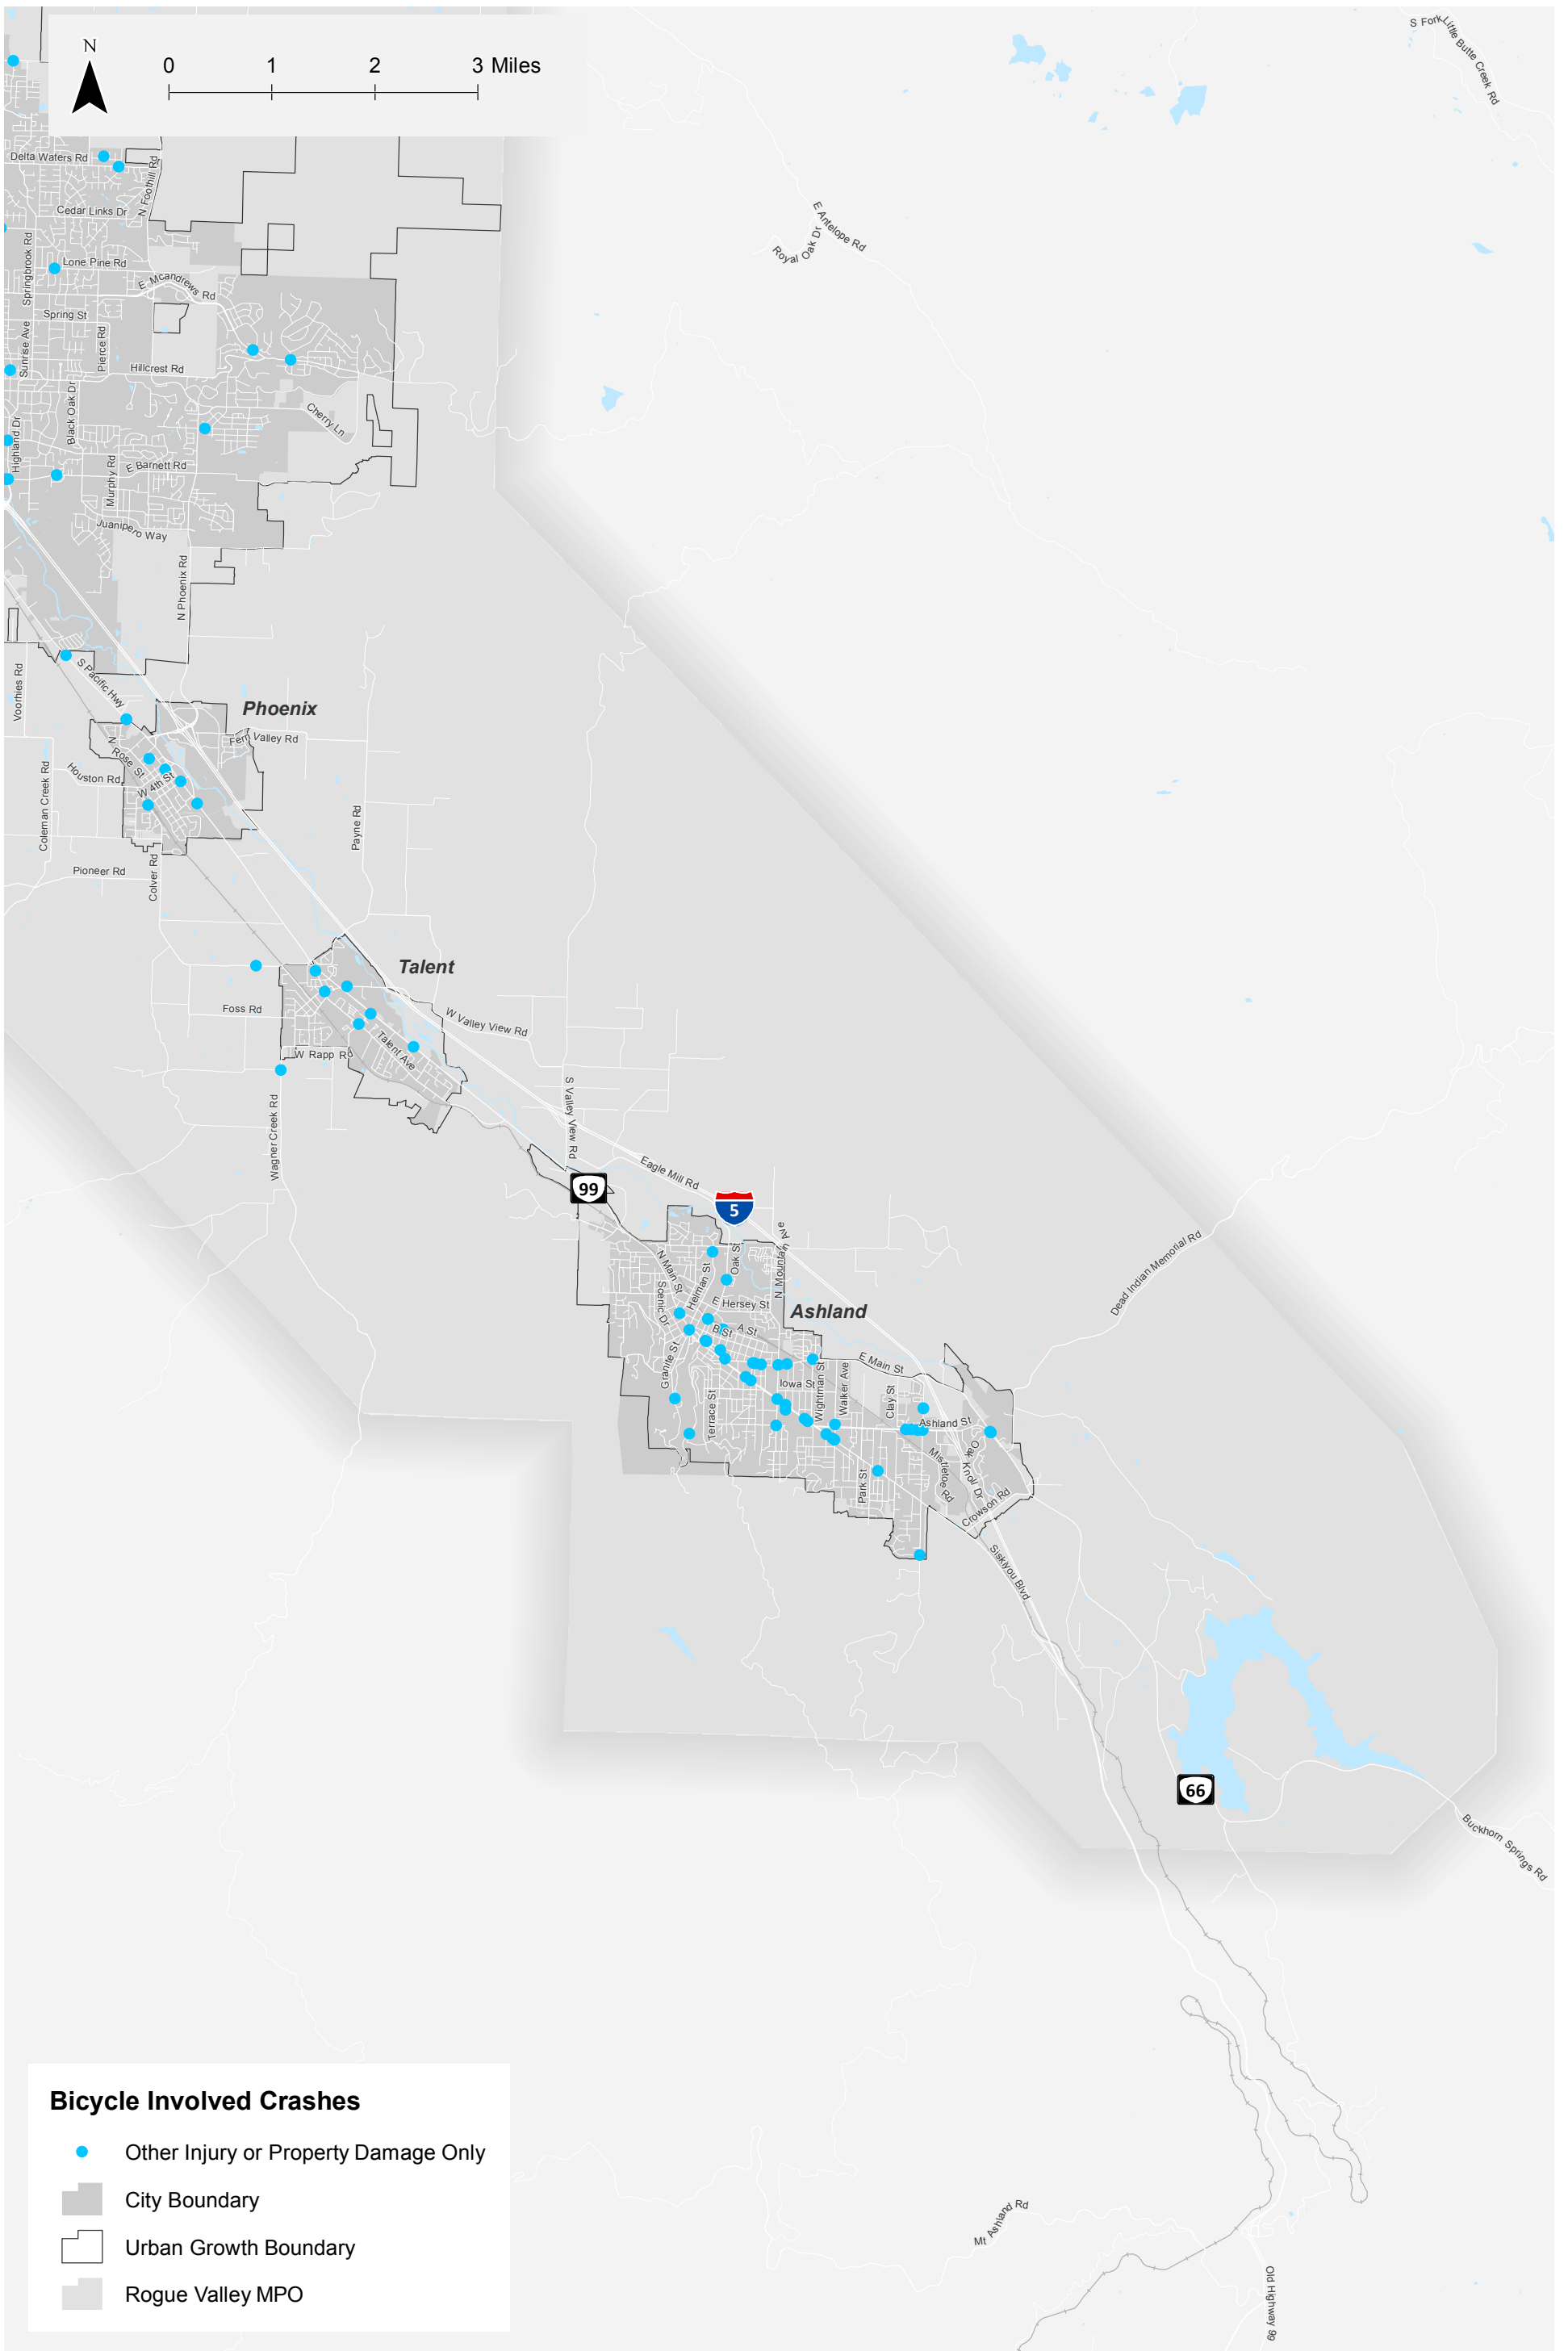 N
0 1 2 3 Miles
S Fork Little Butte Creek Rd
Delta Waters Rd
N Foothill Rd
Cedar Links Dr
E Antelope Rd
Royal Oak Dr
Springbrook Rd
Lone Pine Rd
E Mcandrews Rd
Spring St
Sunrise Ave
Pierce Rd
Hillcrest Rd
Black Oak Dr
Cherry Ln
Highland Dr
E Barnett Rd
Murphy Rd
Juanipero Way
N Phoenix Rd
Voorhies Rd
S Pacific Hwy
Phoenix
Fern Valley Rd
N Rose St
Houston Rd
W 4th St
Coleman Creek Rd
Payne Rd
Pioneer Rd
Colver Rd
Talent
Foss Rd
W Valley View Rd
W Rapp Rd
Talent Ave
Wagner Creek Rd
S Valley View Rd
Eagle Mill Rd
99
5
N Mountain Ave
Oak St
N Main St
Helman St
Scenic Dr
E Hersey St
Ashland
Dead Indian Memorial Rd
A St
B St
Granite St
E Main St
Iowa St
Wightman St
Walker Ave
Clay St
Terrace St
Ashland St
Oak Knoll Dr
Mistletoe Rd
Park St
Crowson Rd
Siskiyou Blvd
66
Buckhorn Springs Rd
Bicycle Involved Crashes
Other Injury or Property Damage Only
City Boundary
Urban Growth Boundary
Rogue Valley MPO
Mt Ashland Rd
Old Highway 99